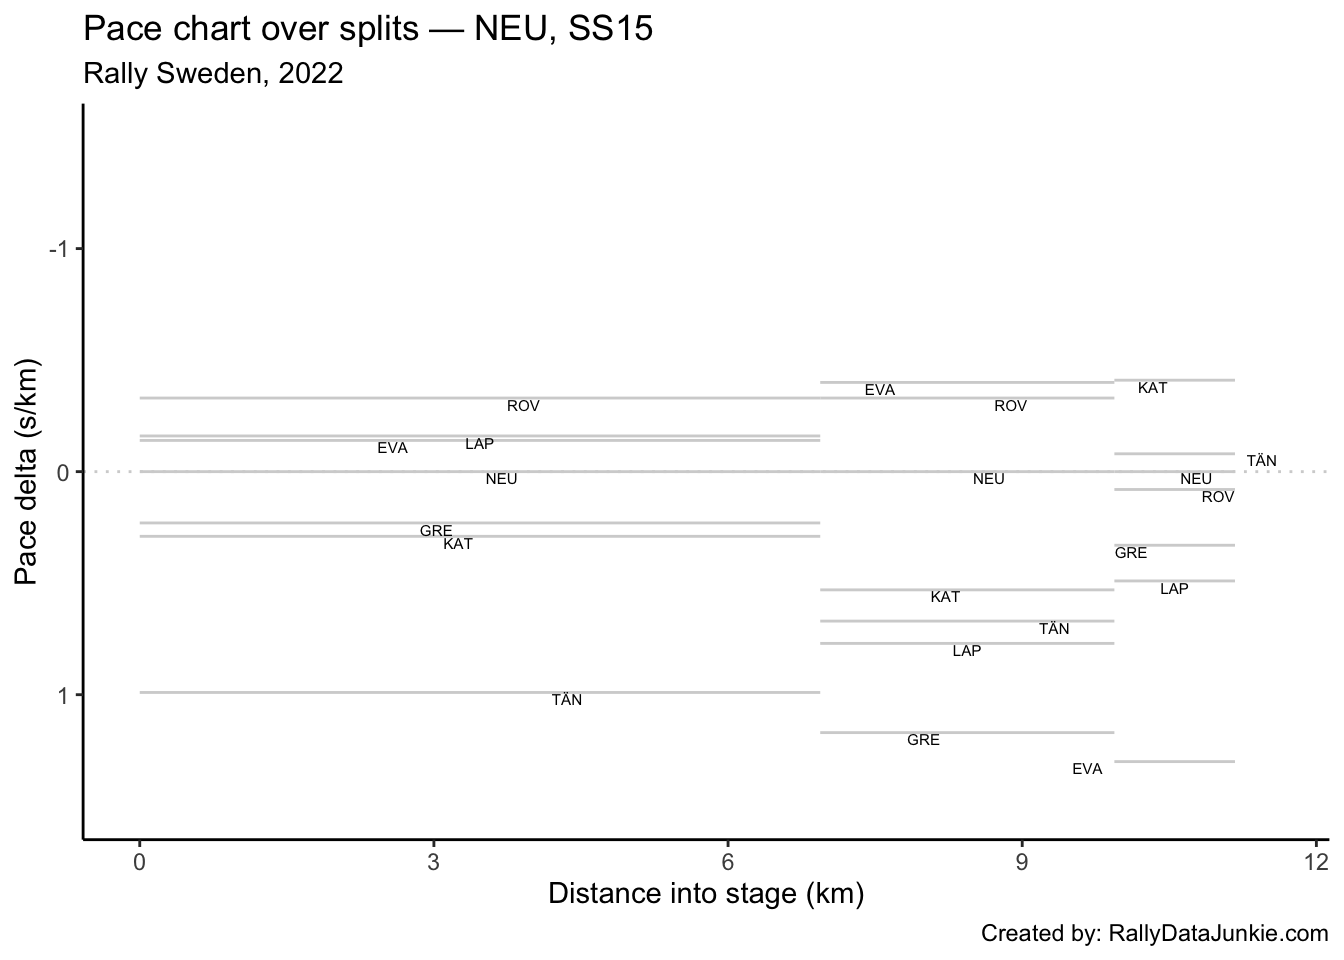 Pace chart over splits — NEU, SS15
Rally Sweden, 2022
Pace delta (s/km)
-1
0
1
ROV
EVA
LAP
NEU
GRE
KAT
TÄN
EVA
ROV
NEU
KAT
TÄN
LAP
GRE
KAT
TÄN
NEU
ROV
GRE
LAP
EVA
0 3 6 9 12
Distance into stage (km)
Created by: RallyDataJunkie.com